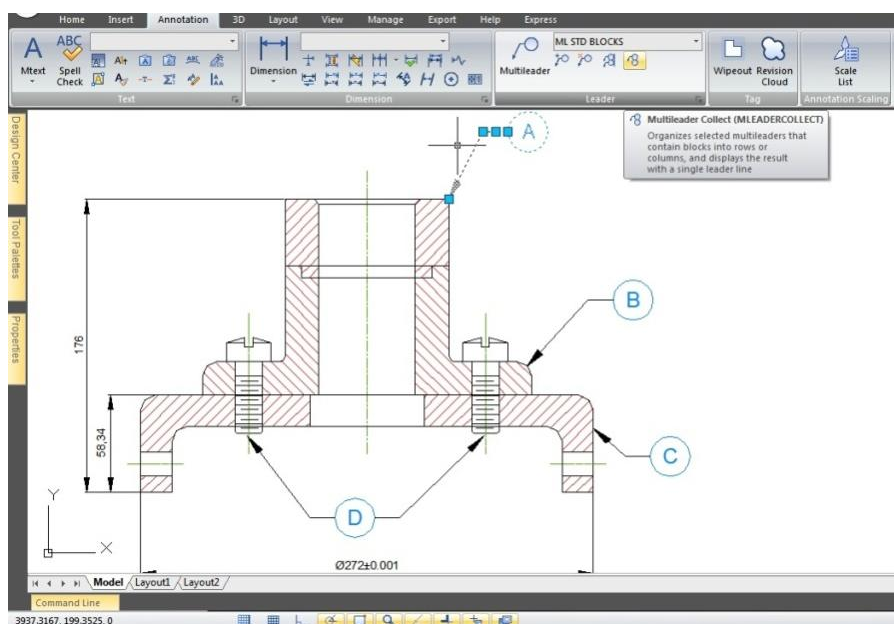 Home Insert Annotation 3D Layout View Manage Export Help Express
ML STD BLOCKS
Mtext
Spell Check
Dimension
Multileader
Wipeout
Revision Cloud
Scale List
Text Dimension Leader Tag Annotation Scaling
Multileader Collect (MLEADERCOLLECT)
Organizes selected multileaders that
contain blocks into rows or
columns, and displays the result
with a single leader line
Design Center
Tool Palettes
Properties
A
B
C
D
176
58,34
Ø272±0.001
Y
X
Model Layout1 Layout2
Command Line
3937.3167, 199.3525, 0